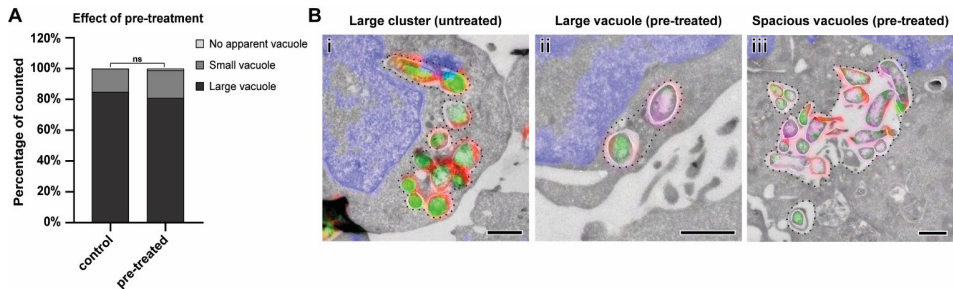 A
Effect of pre-treatment
120%
100%
80%
60%
40%
20%
0%
Percentage of counted
ns
control
pre-treated
No apparent vacuole
Small vacuole
Large vacuole
B
Large cluster (untreated)
Large vacuole (pre-treated)
Spacious vacuoles (pre-treated)
i
ii
iii